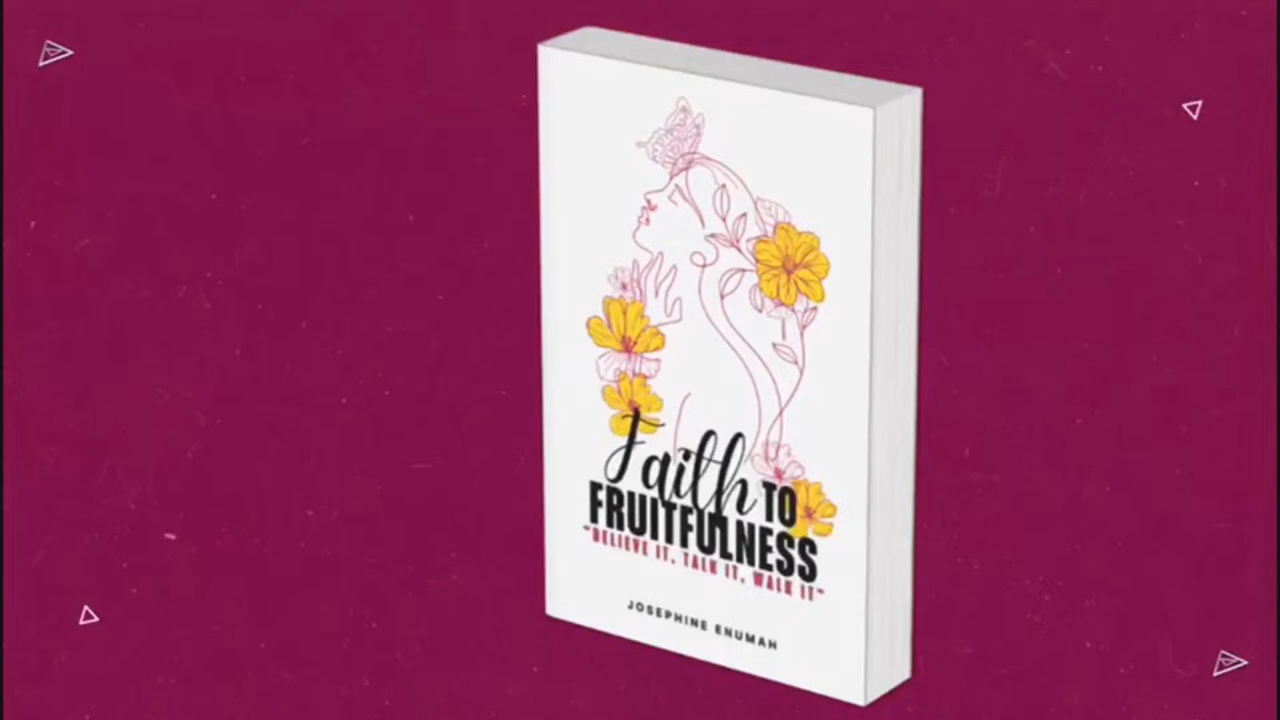 Faith TO
FRUITFULNESS
"BELIEVE IT, TALK IT, WALK IT"
JOSEPHINE ENUMAH